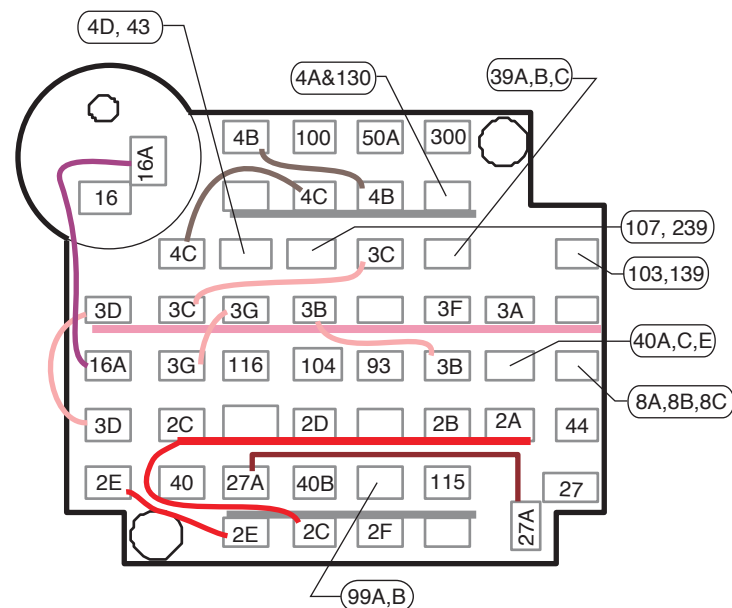 4D, 43
4A&130
39A,B,C
16A
16
4B 100 50A 300
4C 4B
4C 3C
107, 239
103,139
3D 3C 3G 3B 3F 3A
40A,C,E
16A 3G 116 104 93 3B
8A,8B,8C
3D 2C 2D 2B 2A 44
2E 40 27A 40B 115 27
27A
2E 2C 2F
99A,B